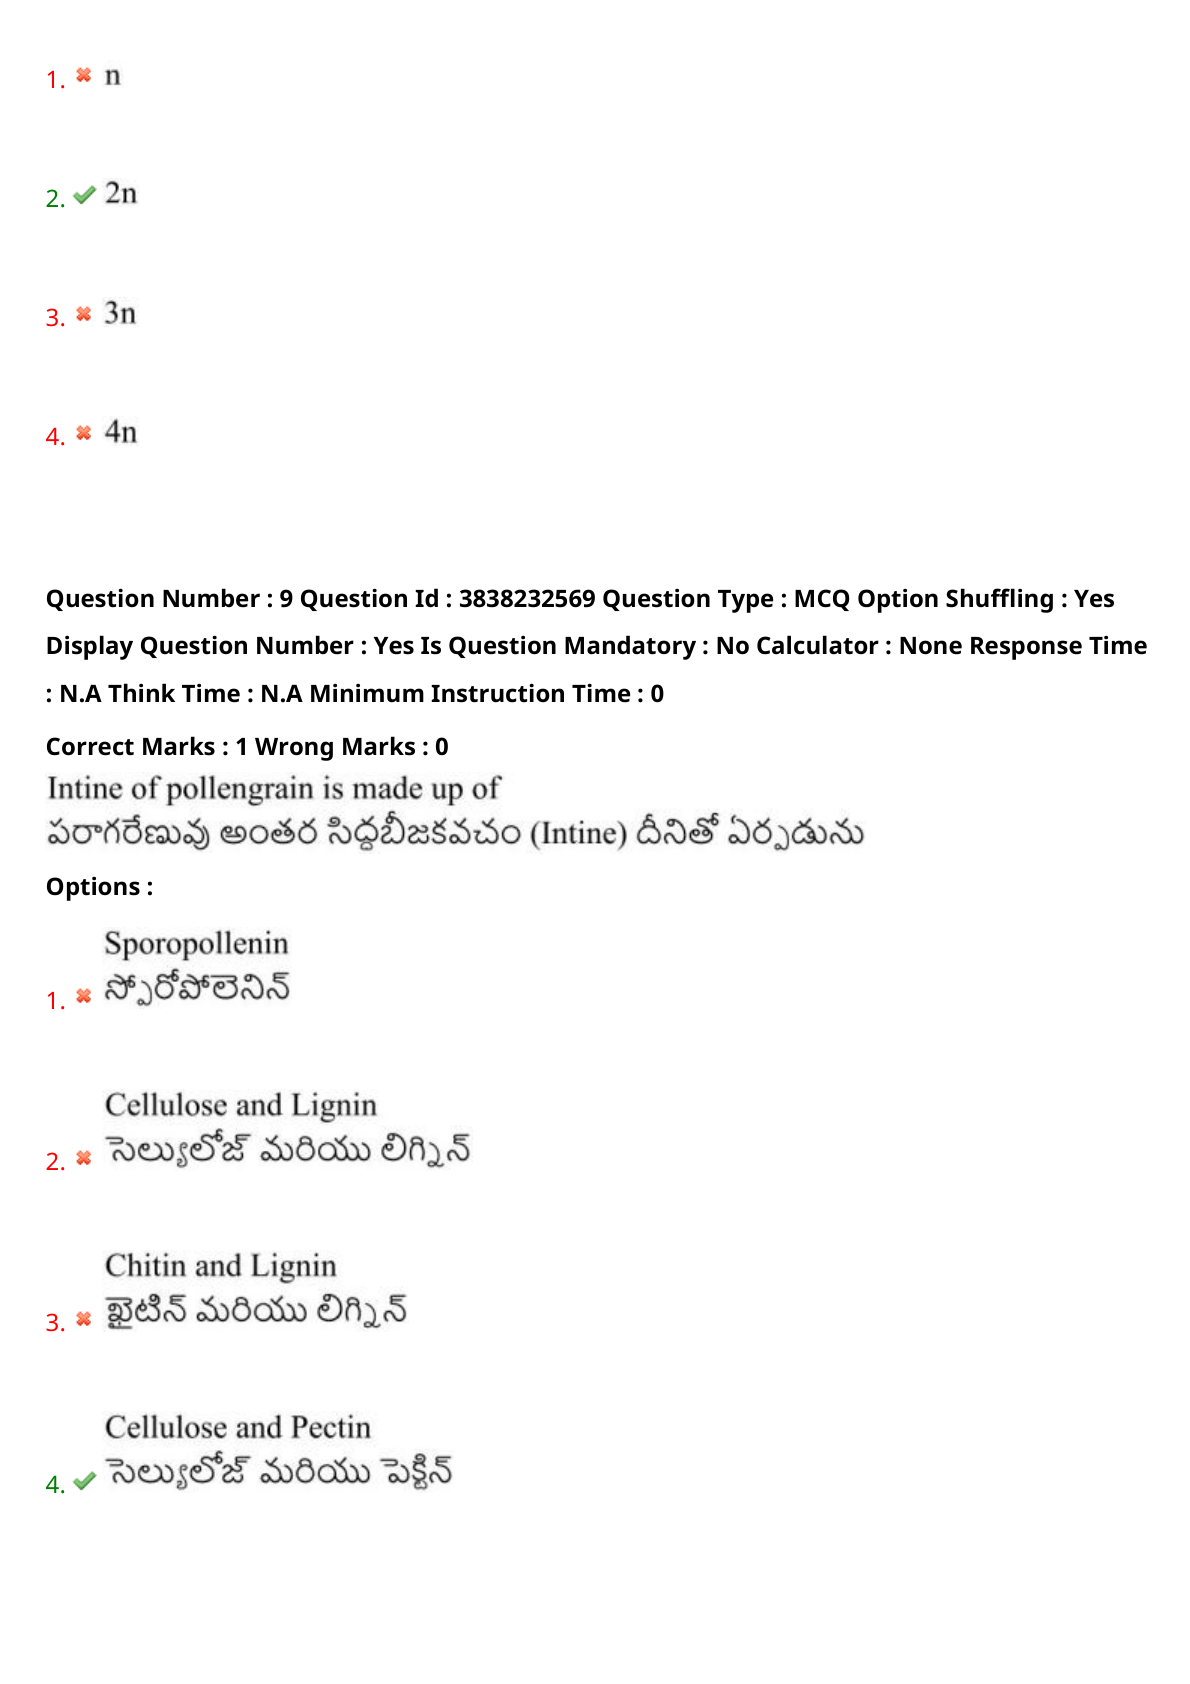 1. n
2. 2n
3. 3n
4. 4n
Question Number : 9 Question Id : 3838232569 Question Type : MCQ Option Shuffling : Yes
Display Question Number : Yes Is Question Mandatory : No Calculator : None Response Time
: N.A Think Time : N.A Minimum Instruction Time : 0
Correct Marks : 1 Wrong Marks : 0
Intine of pollengrain is made up of
పరాగరేణువు అంతర సిద్ధబీజకవచం (Intine) దీనితో ఏర్పడును
Options :
Sporopollenin
1. స్పోరోపోలెనిన్
Cellulose and Lignin
2. సెల్యులోజ్ మరియు లిగ్నిన్
Chitin and Lignin
3. ఖైటిన్ మరియు లిగ్నిన్
Cellulose and Pectin
4. సెల్యులోజ్ మరియు పెక్టిన్